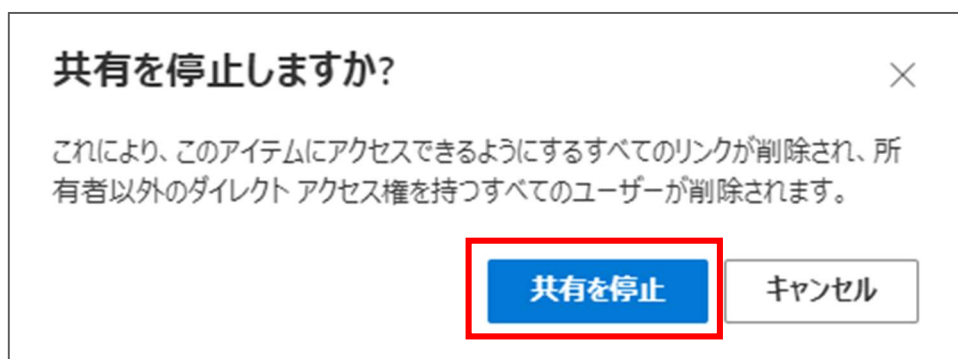 共有を停止しますか?
これにより、このアイテムにアクセスできるようにするすべてのリンクが削除され、所
有者以外のダイレクト アクセス権を持つすべてのユーザーが削除されます。
共有を停止
キャンセル